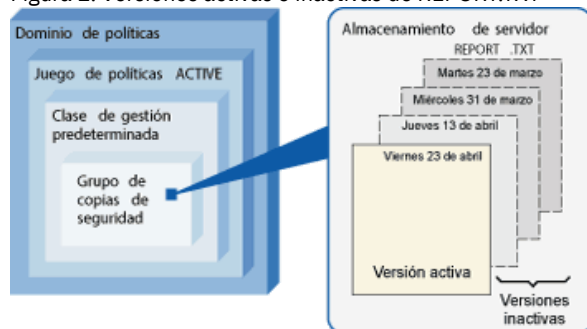 Dominio de políticas
Juego de políticas ACTIVE
Clase de gestión
predeterminada
Grupo de
copias de
seguridad
Almacenamiento de servidor
REPORT .TXT
Martes 23 de marzo
Miércoles 31 de marzo
Jueves 13 de abril
Viernes 23 de abril
Versión activa
Versiones
inactivas